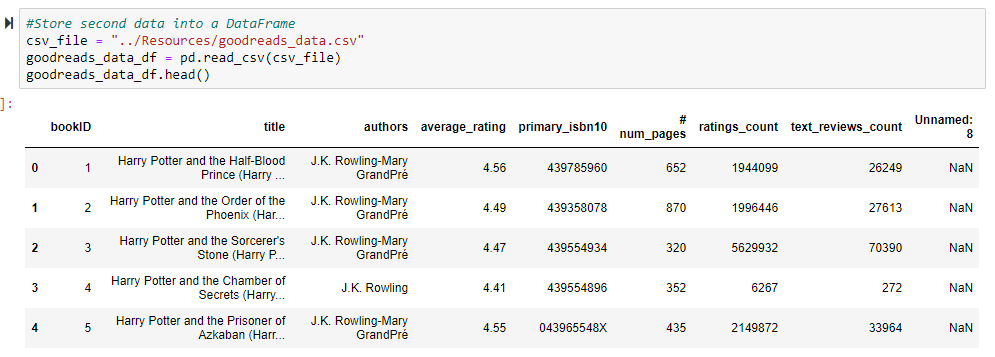 #Store second data into a DataFrame
csv_file = "../Resources/goodreads_data.csv"
goodreads_data_df = pd.read_csv(csv_file)
goodreads_data_df.head()
]:
bookID title authors average_rating primary_isbn10 # num_pages ratings_count text_reviews_count Unnamed: 8
0 1 Harry Potter and the Half-Blood Prince (Harry ... J.K. Rowling-Mary GrandPré 4.56 439785960 652 1944099 26249 NaN
1 2 Harry Potter and the Order of the Phoenix (Har... J.K. Rowling-Mary GrandPré 4.49 439358078 870 1996446 27613 NaN
2 3 Harry Potter and the Sorcerer's Stone (Harry P... J.K. Rowling-Mary GrandPré 4.47 439554934 320 5629932 70390 NaN
3 4 Harry Potter and the Chamber of Secrets (Harry... J.K. Rowling 4.41 439554896 352 6267 272 NaN
4 5 Harry Potter and the Prisoner of Azkaban (Harr... J.K. Rowling-Mary GrandPré 4.55 043965548X 435 2149872 33964 NaN